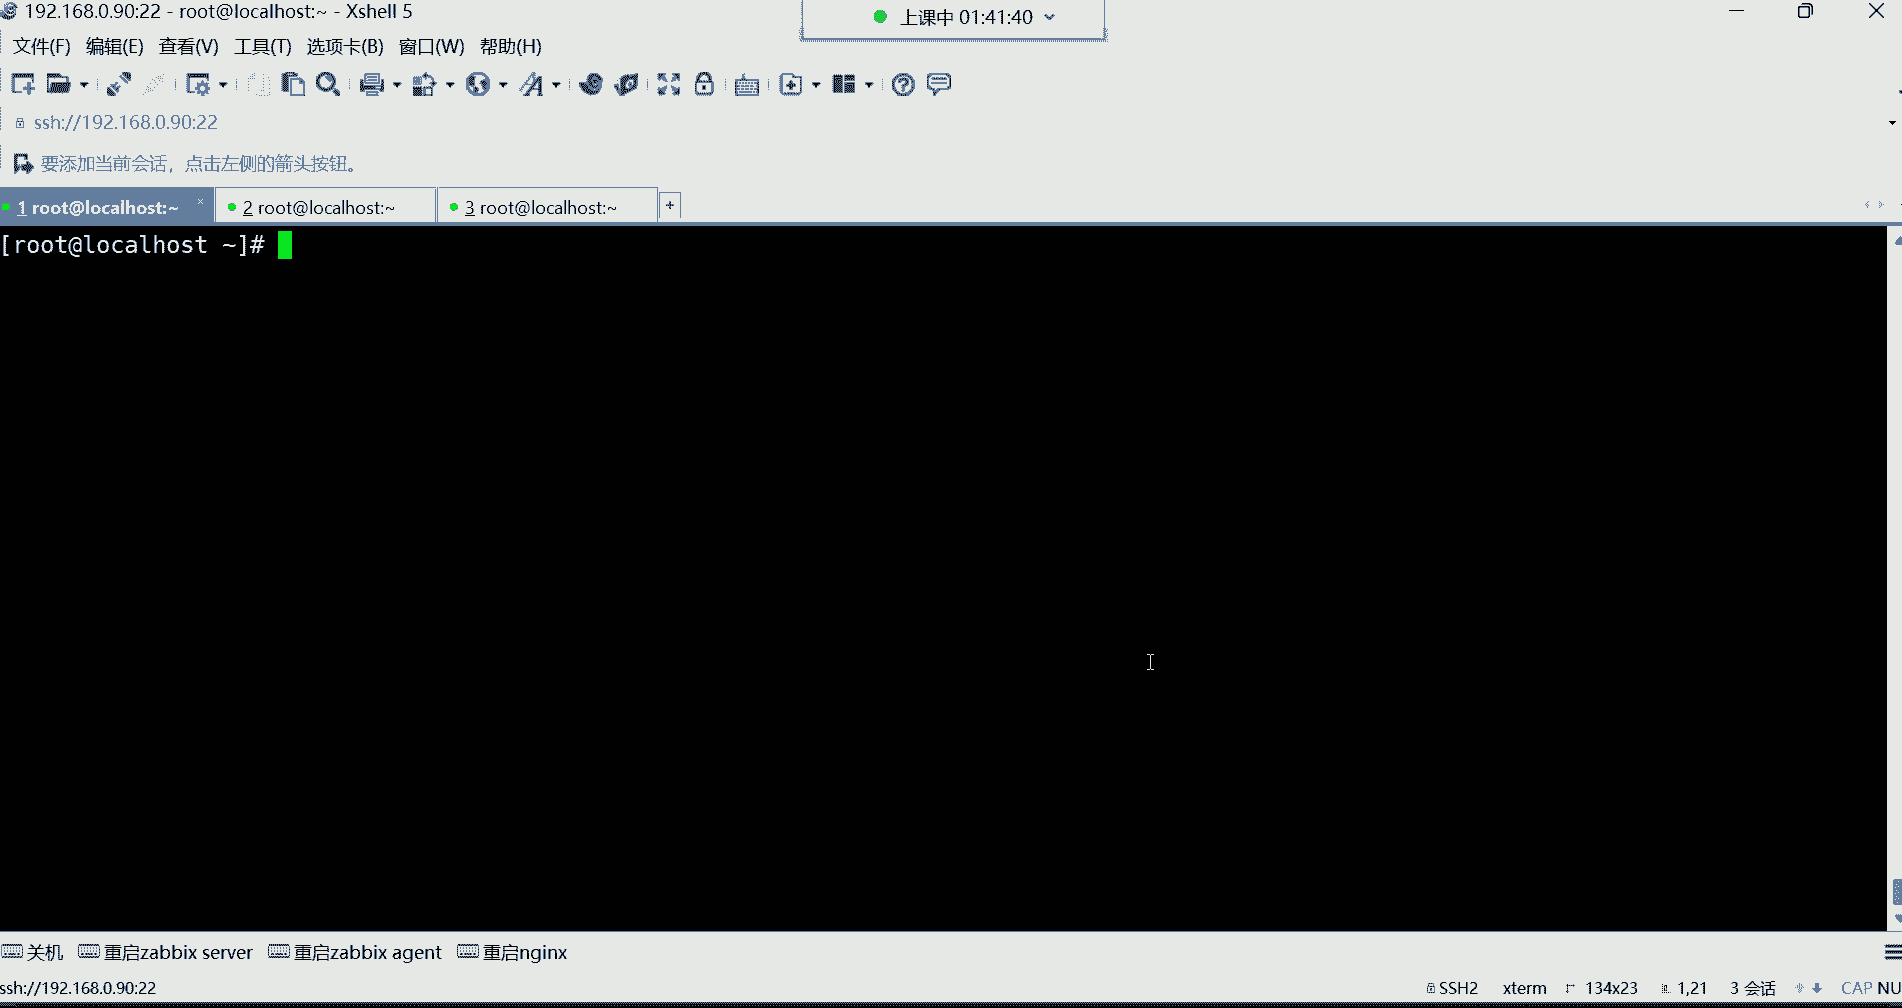 192.168.0.90:22 - root@localhost:~ - Xshell 5
上课中 01:41:40
文件(F) 编辑(E) 查看(V) 工具(T) 选项卡(B) 窗口(W) 帮助(H)
ssh://192.168.0.90:22
要添加当前会话，点击左侧的箭头按钮。
1 root@localhost:~ × 2 root@localhost:~ 3 root@localhost:~ +
[root@localhost ~]#
关机 重启zabbix server 重启zabbix agent 重启nginx
ssh://192.168.0.90:22 SSH2 xterm 134x23 1,21 3 会话 CAP NU